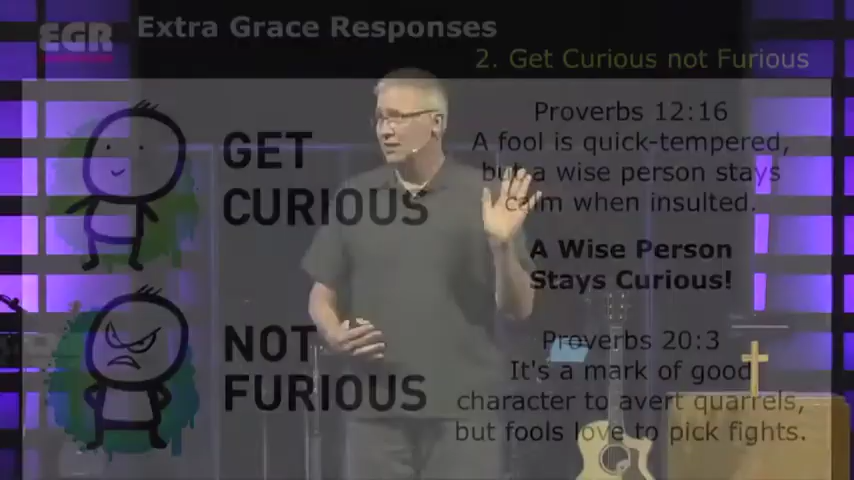 EGR
Extra Grace Responses
2. Get Curious not Furious
GET
CURIOUS
NOT
FURIOUS
Proverbs 12:16
A fool is quick-tempered,
but a wise person stays
calm when insulted.
A Wise Person
Stays Curious!
Proverbs 20:3
It's a mark of good
character to avert quarrels,
but fools love to pick fights.